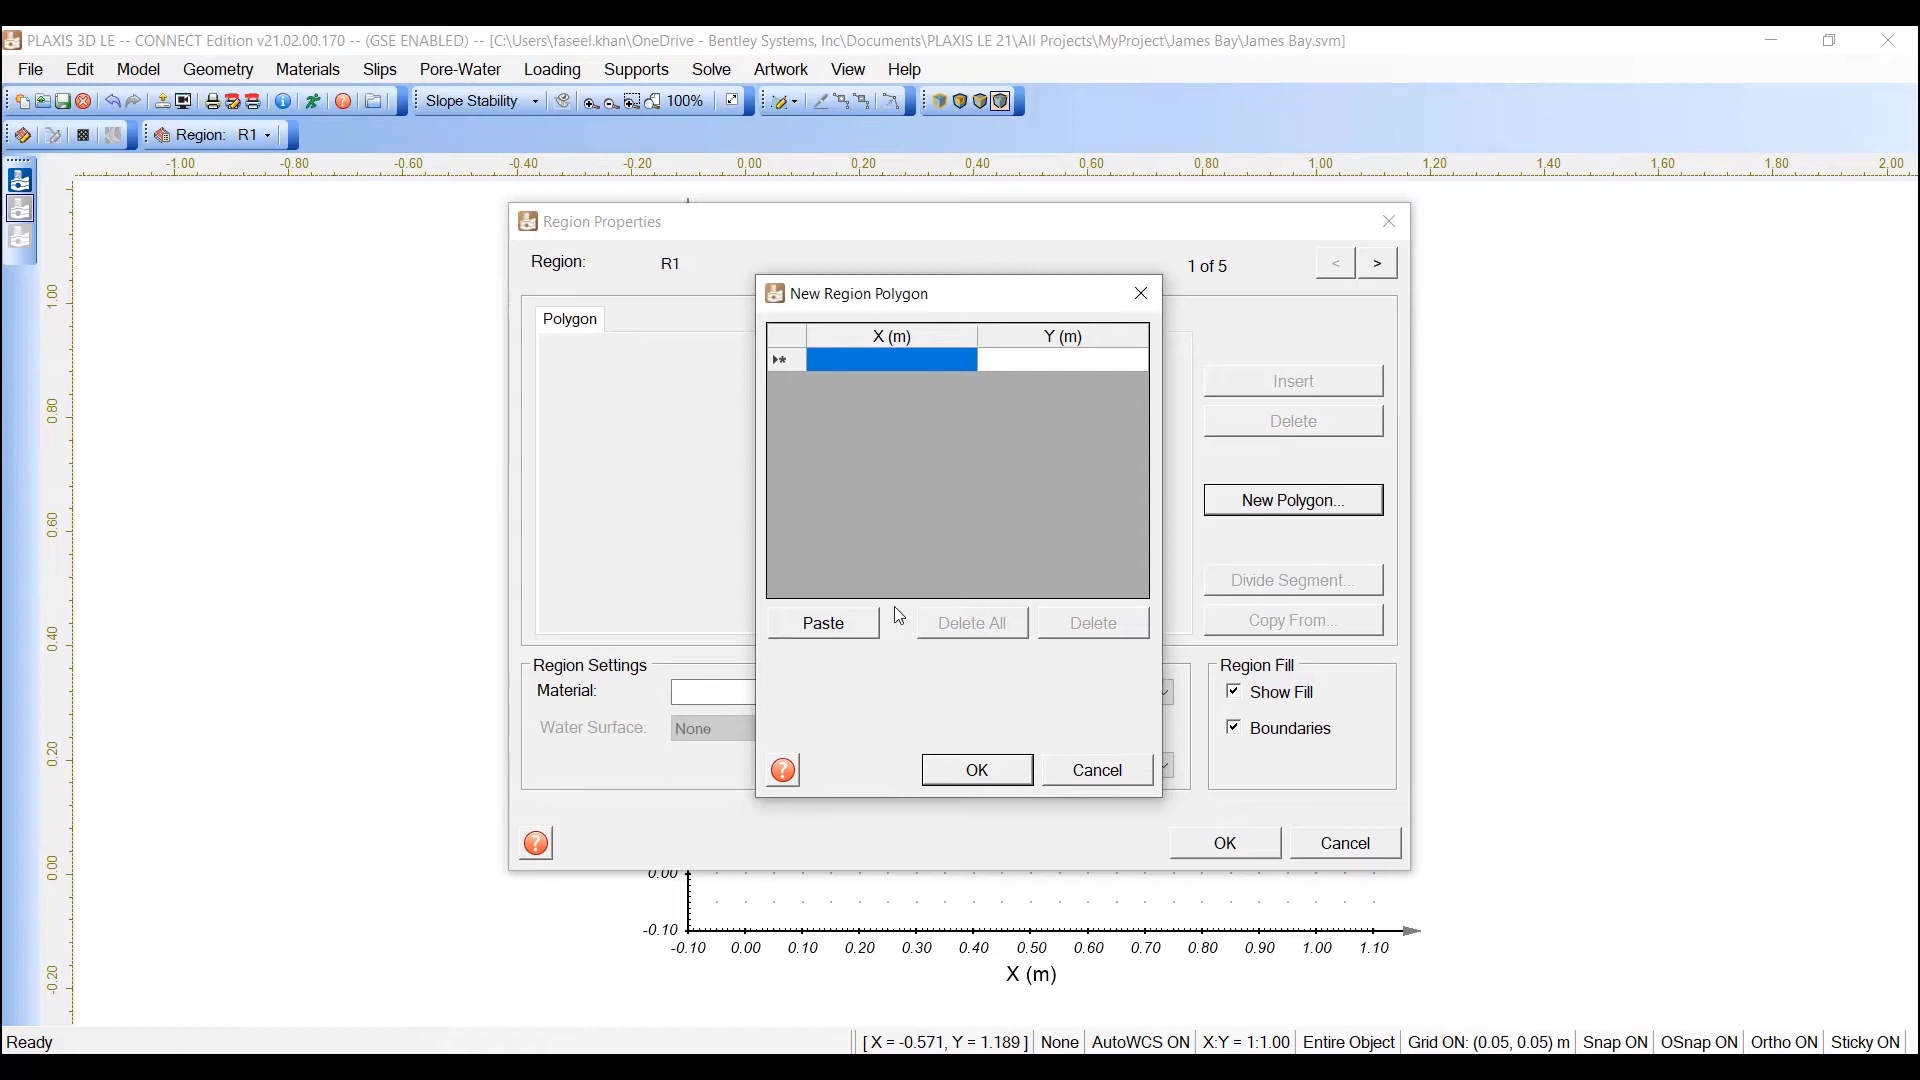 PLAXIS 3D LE -- CONNECT Edition v21.02.00.170 -- (GSE ENABLED) -- [C:\Users\faseel.khan\OneDrive - Bentley Systems, Inc\Documents\PLAXIS LE 21\All Projects\MyProject\James Bay\James Bay.svm]
File Edit Model Geometry Materials Slips Pore-Water Loading Supports Solve Artwork View Help
Slope Stability 100%
Region: R1
-1.00 -0.80 -0.60 -0.40 -0.20 0.00 0.20 0.40 0.60 0.80 1.00 1.20 1.40 1.60 1.80 2.00
1.00
0.80
0.60
0.40
0.20
0.00
-0.20
Region Properties
Region: R1 1 of 5 < >
Polygon
Insert
Delete
New Polygon...
Divide Segment...
Copy From...
Region Settings
Material:
Water Surface: None
Region Fill
Show Fill
Boundaries
OK Cancel
New Region Polygon
X (m) Y (m)
Paste Delete All Delete
OK Cancel
0.00
-0.10
-0.10 0.00 0.10 0.20 0.30 0.40 0.50 0.60 0.70 0.80 0.90 1.00 1.10
X (m)
Ready [ X = -0.571, Y = 1.189 ] None AutoWCS ON X:Y = 1:1.00 Entire Object Grid ON: (0.05, 0.05) m Snap ON OSnap ON Ortho ON Sticky ON